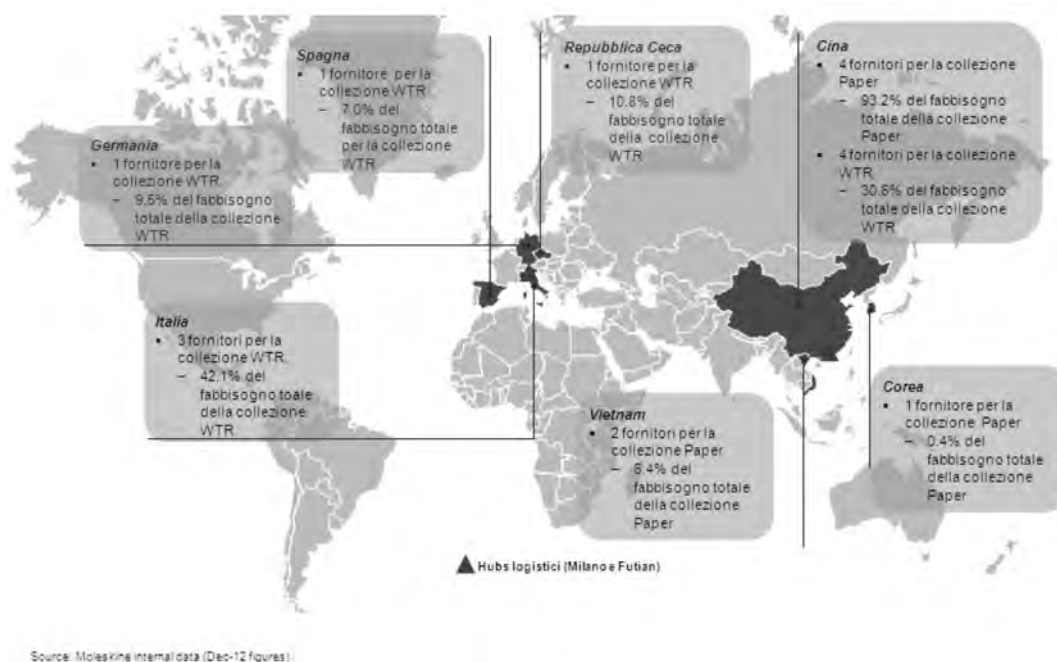 Spagna
▪ 1 fornitore per la
collezione WTR
– 7.0% del
fabbisogno totale
per la collezione
WTR
Repubblica Ceca
▪ 1 fornitore per la
collezione WTR
– 10.8% del
fabbisogno totale
della collezione
WTR
Cina
▪ 4 fornitori per la collezione
Paper
– 93.2% del fabbisogno
totale della collezione
Paper
▪ 4 fornitori per la collezione
WTR
– 30.6% del fabbisogno
totale della collezione WTR
Germania
▪ 1 fornitore per la
collezione WTR.
– 9.5% del fabbisogno
totale della collezione
WTR
Italia
▪ 3 fornitori per la
collezione WTR.
– 42.1% del
fabbisogno toale
della collezione
WTR
Vietnam
▪ 2 fornitori per la
collezione Paper
– 6.4% del
fabbisogno totale
della collezione
Paper
Corea
▪ 1 fornitore per la
collezione Paper
– 0.4% del
fabbisogno totale
della collezione
Paper
Hubs logistici (Milano e Futian)
Source: Moleskine internal data (Dec-12 figures)